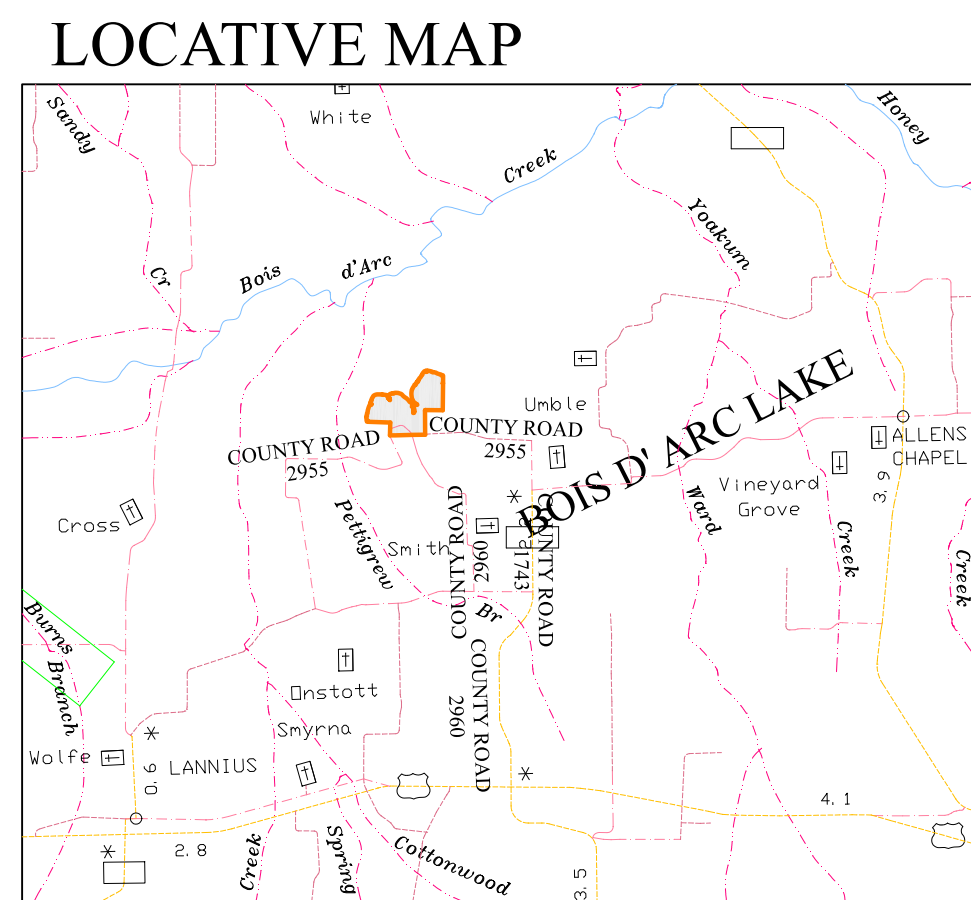 LOCATIVE MAP
Sandy
White
Honey
Creek
Yoakum
Cr
Bois
d'Arc
BOIS D' ARC LAKE
Umble
COUNTY ROAD
2955
COUNTY ROAD
2955
ALLENS
CHAPEL
Vineyard
Grove
3.9
Cross
Pettigrew
Smith
COUNTY ROAD
2960
21743
COUNTY ROAD
Ward
Creek
Creek
Br
Burns
Branch
Onstott
Smyrna
COUNTY ROAD
2960
Wolfe
LANNIUS
0.6
4.1
2.8
Creek
Spring
Cottonwood
3.5